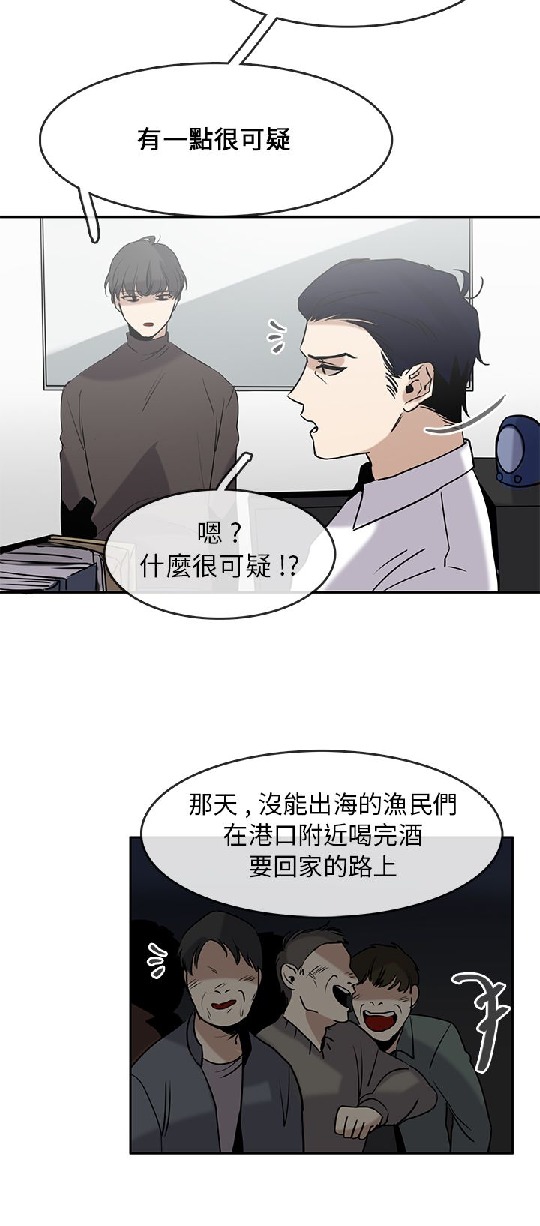 有一點很可疑
嗯？
什麼很可疑!?
那天，沒能出海的漁民們
在港口附近喝完酒
要回家的路上